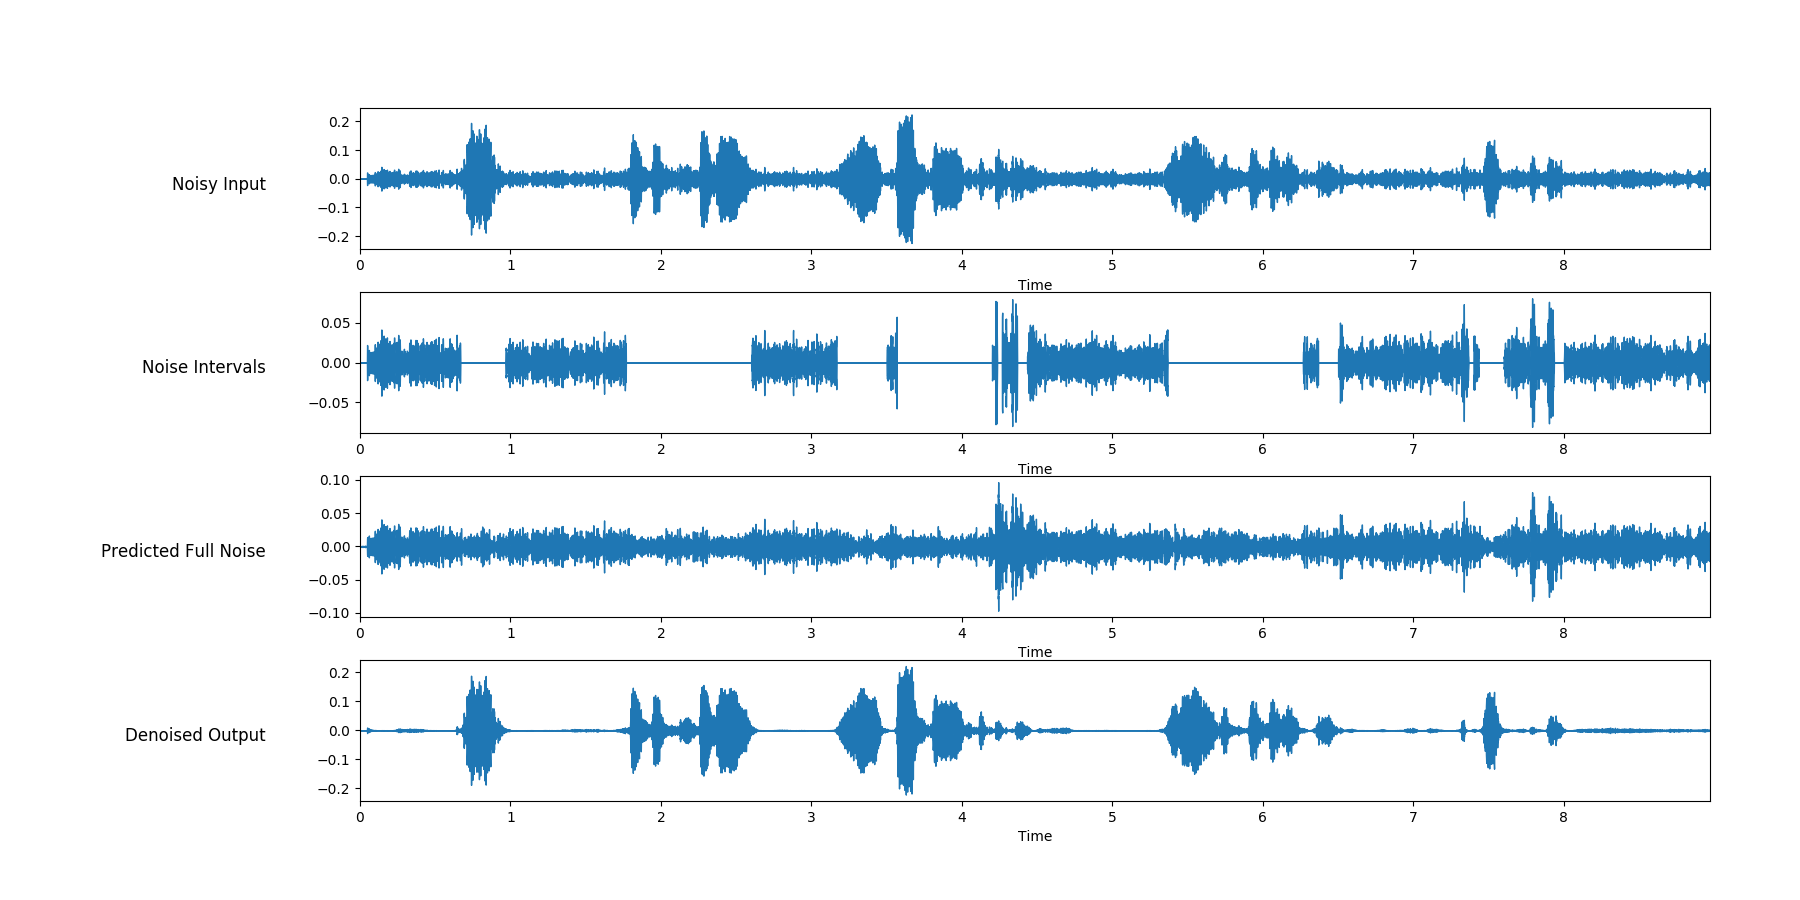 0.2
0.1
0.0
−0.1
−0.2
Noisy Input
0 1 2 3 4 5 6 7 8
Time
0.05
0.00
−0.05
Noise Intervals
0 1 2 3 4 5 6 7 8
Time
0.10
0.05
0.00
−0.05
−0.10
Predicted Full Noise
0 1 2 3 4 5 6 7 8
Time
0.2
0.1
0.0
−0.1
−0.2
Denoised Output
0 1 2 3 4 5 6 7 8
Time